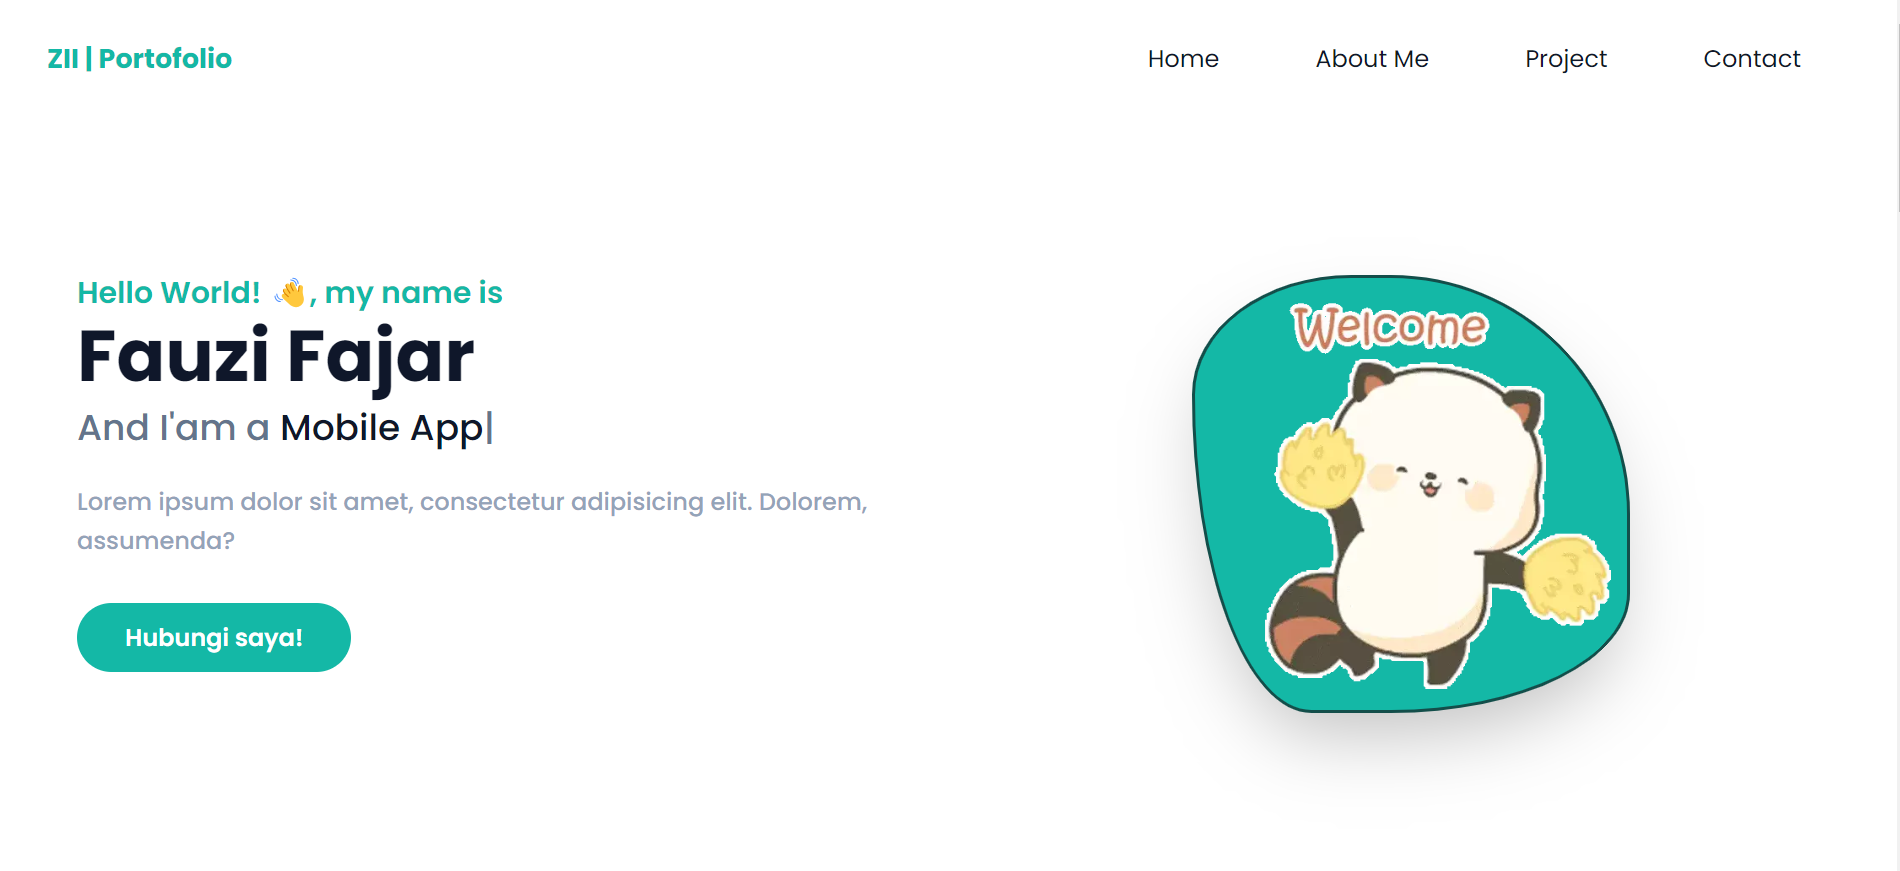 ZII | Portofolio
Home
About Me
Project
Contact
Hello World! 👋, my name is
Fauzi Fajar
And I'am a Mobile App|
Lorem ipsum dolor sit amet, consectetur adipisicing elit. Dolorem,
assumenda?
Hubungi saya!
Welcome